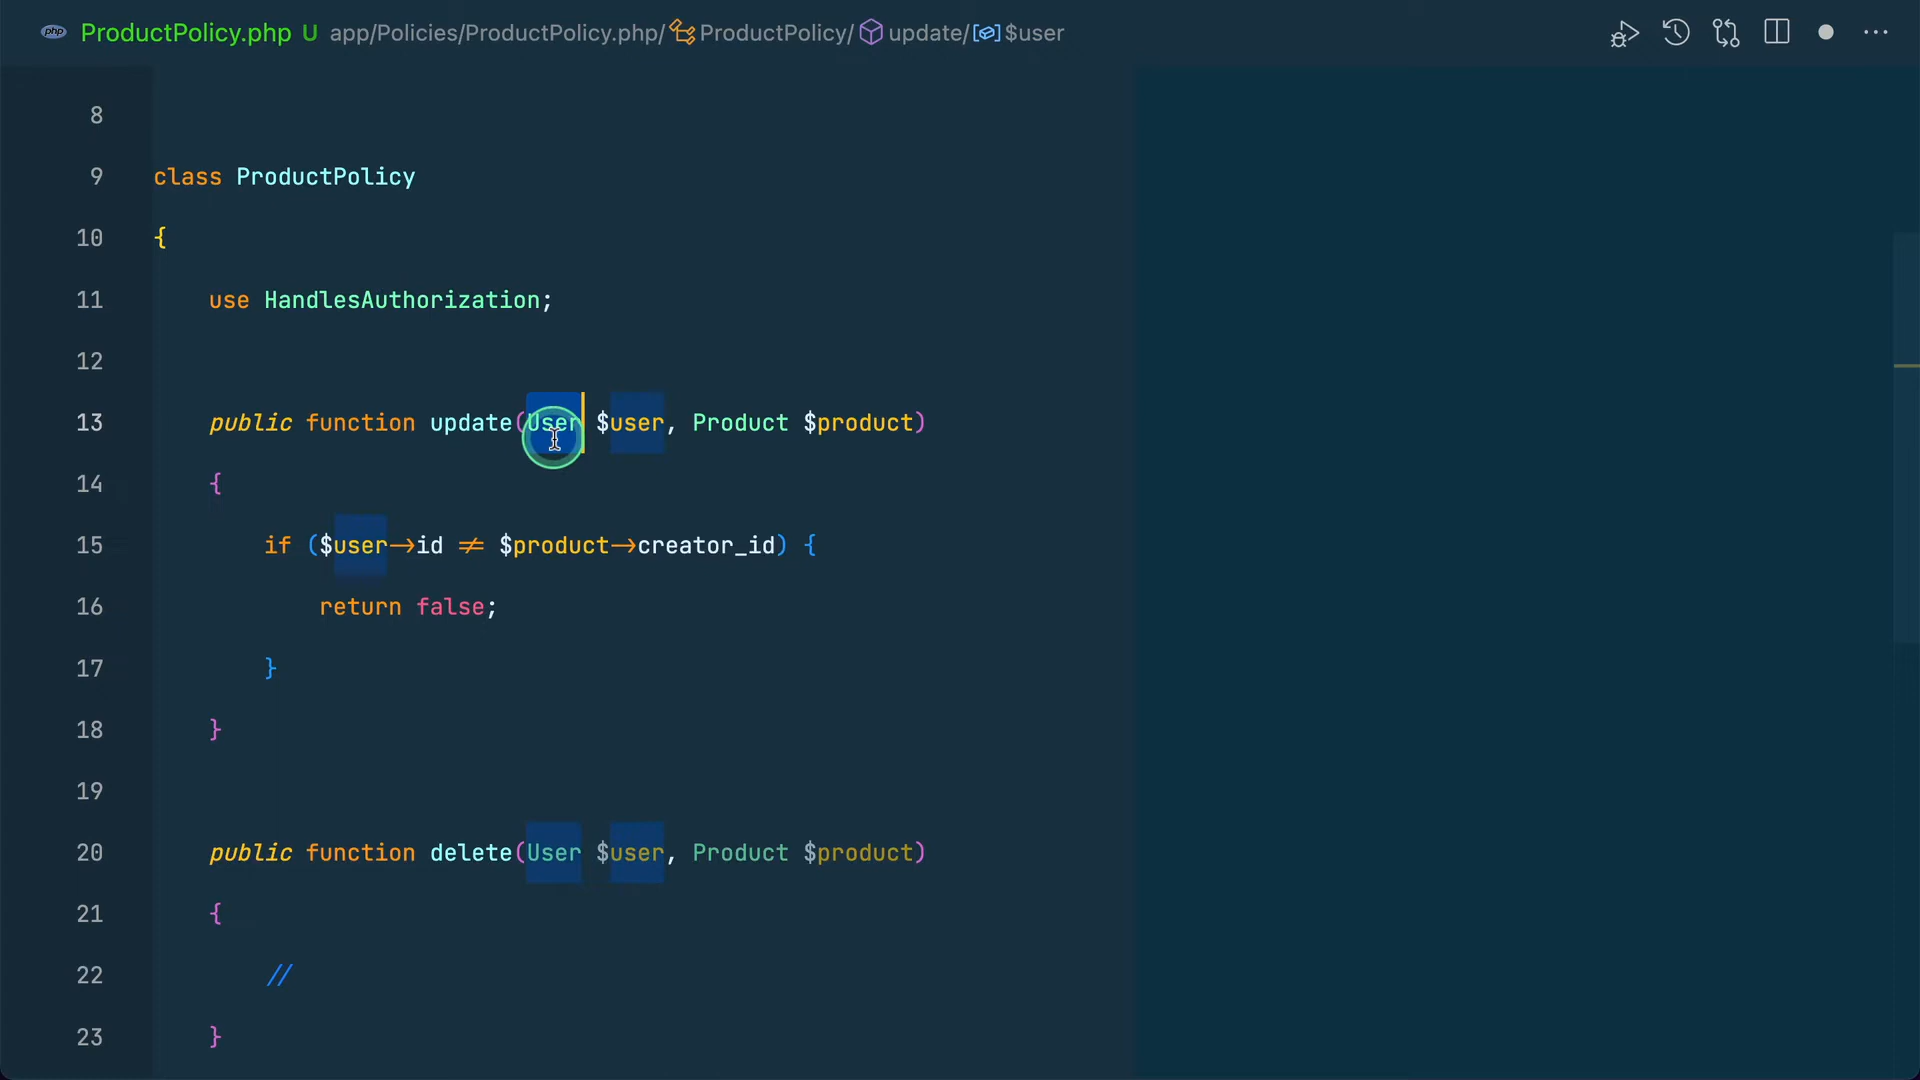 php ProductPolicy.php U app/Policies/ProductPolicy.php/ProductPolicy/update/$user
8
9 class ProductPolicy
10 {
11 use HandlesAuthorization;
12
13 public function update(User $user, Product $product)
14 {
15 if ($user->id != $product->creator_id) {
16 return false;
17 }
18 }
19
20 public function delete(User $user, Product $product)
21 {
22 //
23 }